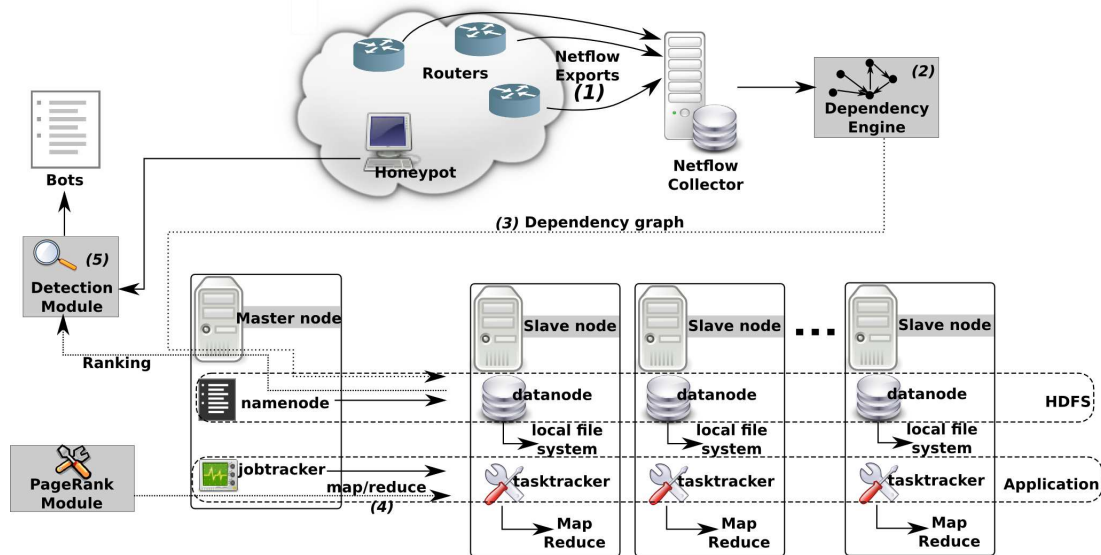 Routers
Netflow
Exports
(1)
(2)
Dependency
Engine
Honeypot
Netflow
Collector
Bots
(3) Dependency graph
(5)
Detection
Module
Ranking
Master node
Slave node
Slave node
...
Slave node
namenode
datanode
datanode
datanode
HDFS
local file
system
local file
system
local file
system
PageRank
Module
jobtracker
map/reduce
(4)
tasktracker
tasktracker
tasktracker
Application
Map
Reduce
Map
Reduce
Map
Reduce